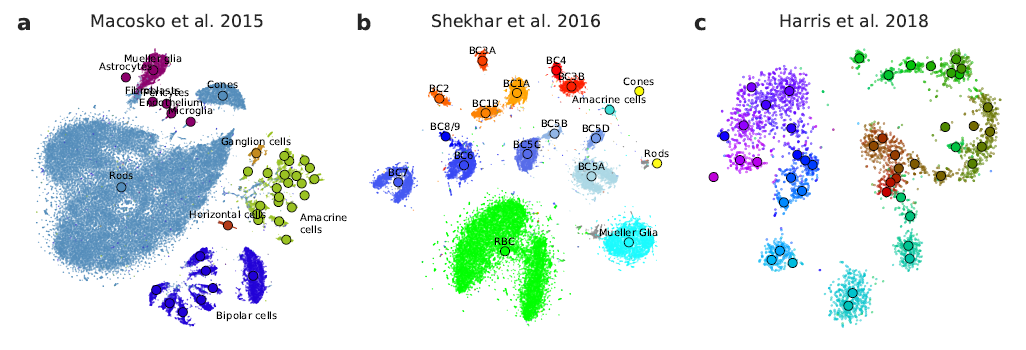 a
Macosko et al. 2015
Mueller glia
Astrocytes
Fibroblasts
Pericytes
Endothelium
Microglia
Cones
Rods
Ganglion cells
Horizontal cells
Amacrine
cells
Bipolar cells
b
Shekhar et al. 2016
BC3A
BC4
BC3B
BC2
BC1A
BC1B
Cones
Amacrine cells
BC8/9
BC5B
BC5D
BC6
BC5C
Rods
BC7
BC5A
RBC
Mueller Glia
c
Harris et al. 2018